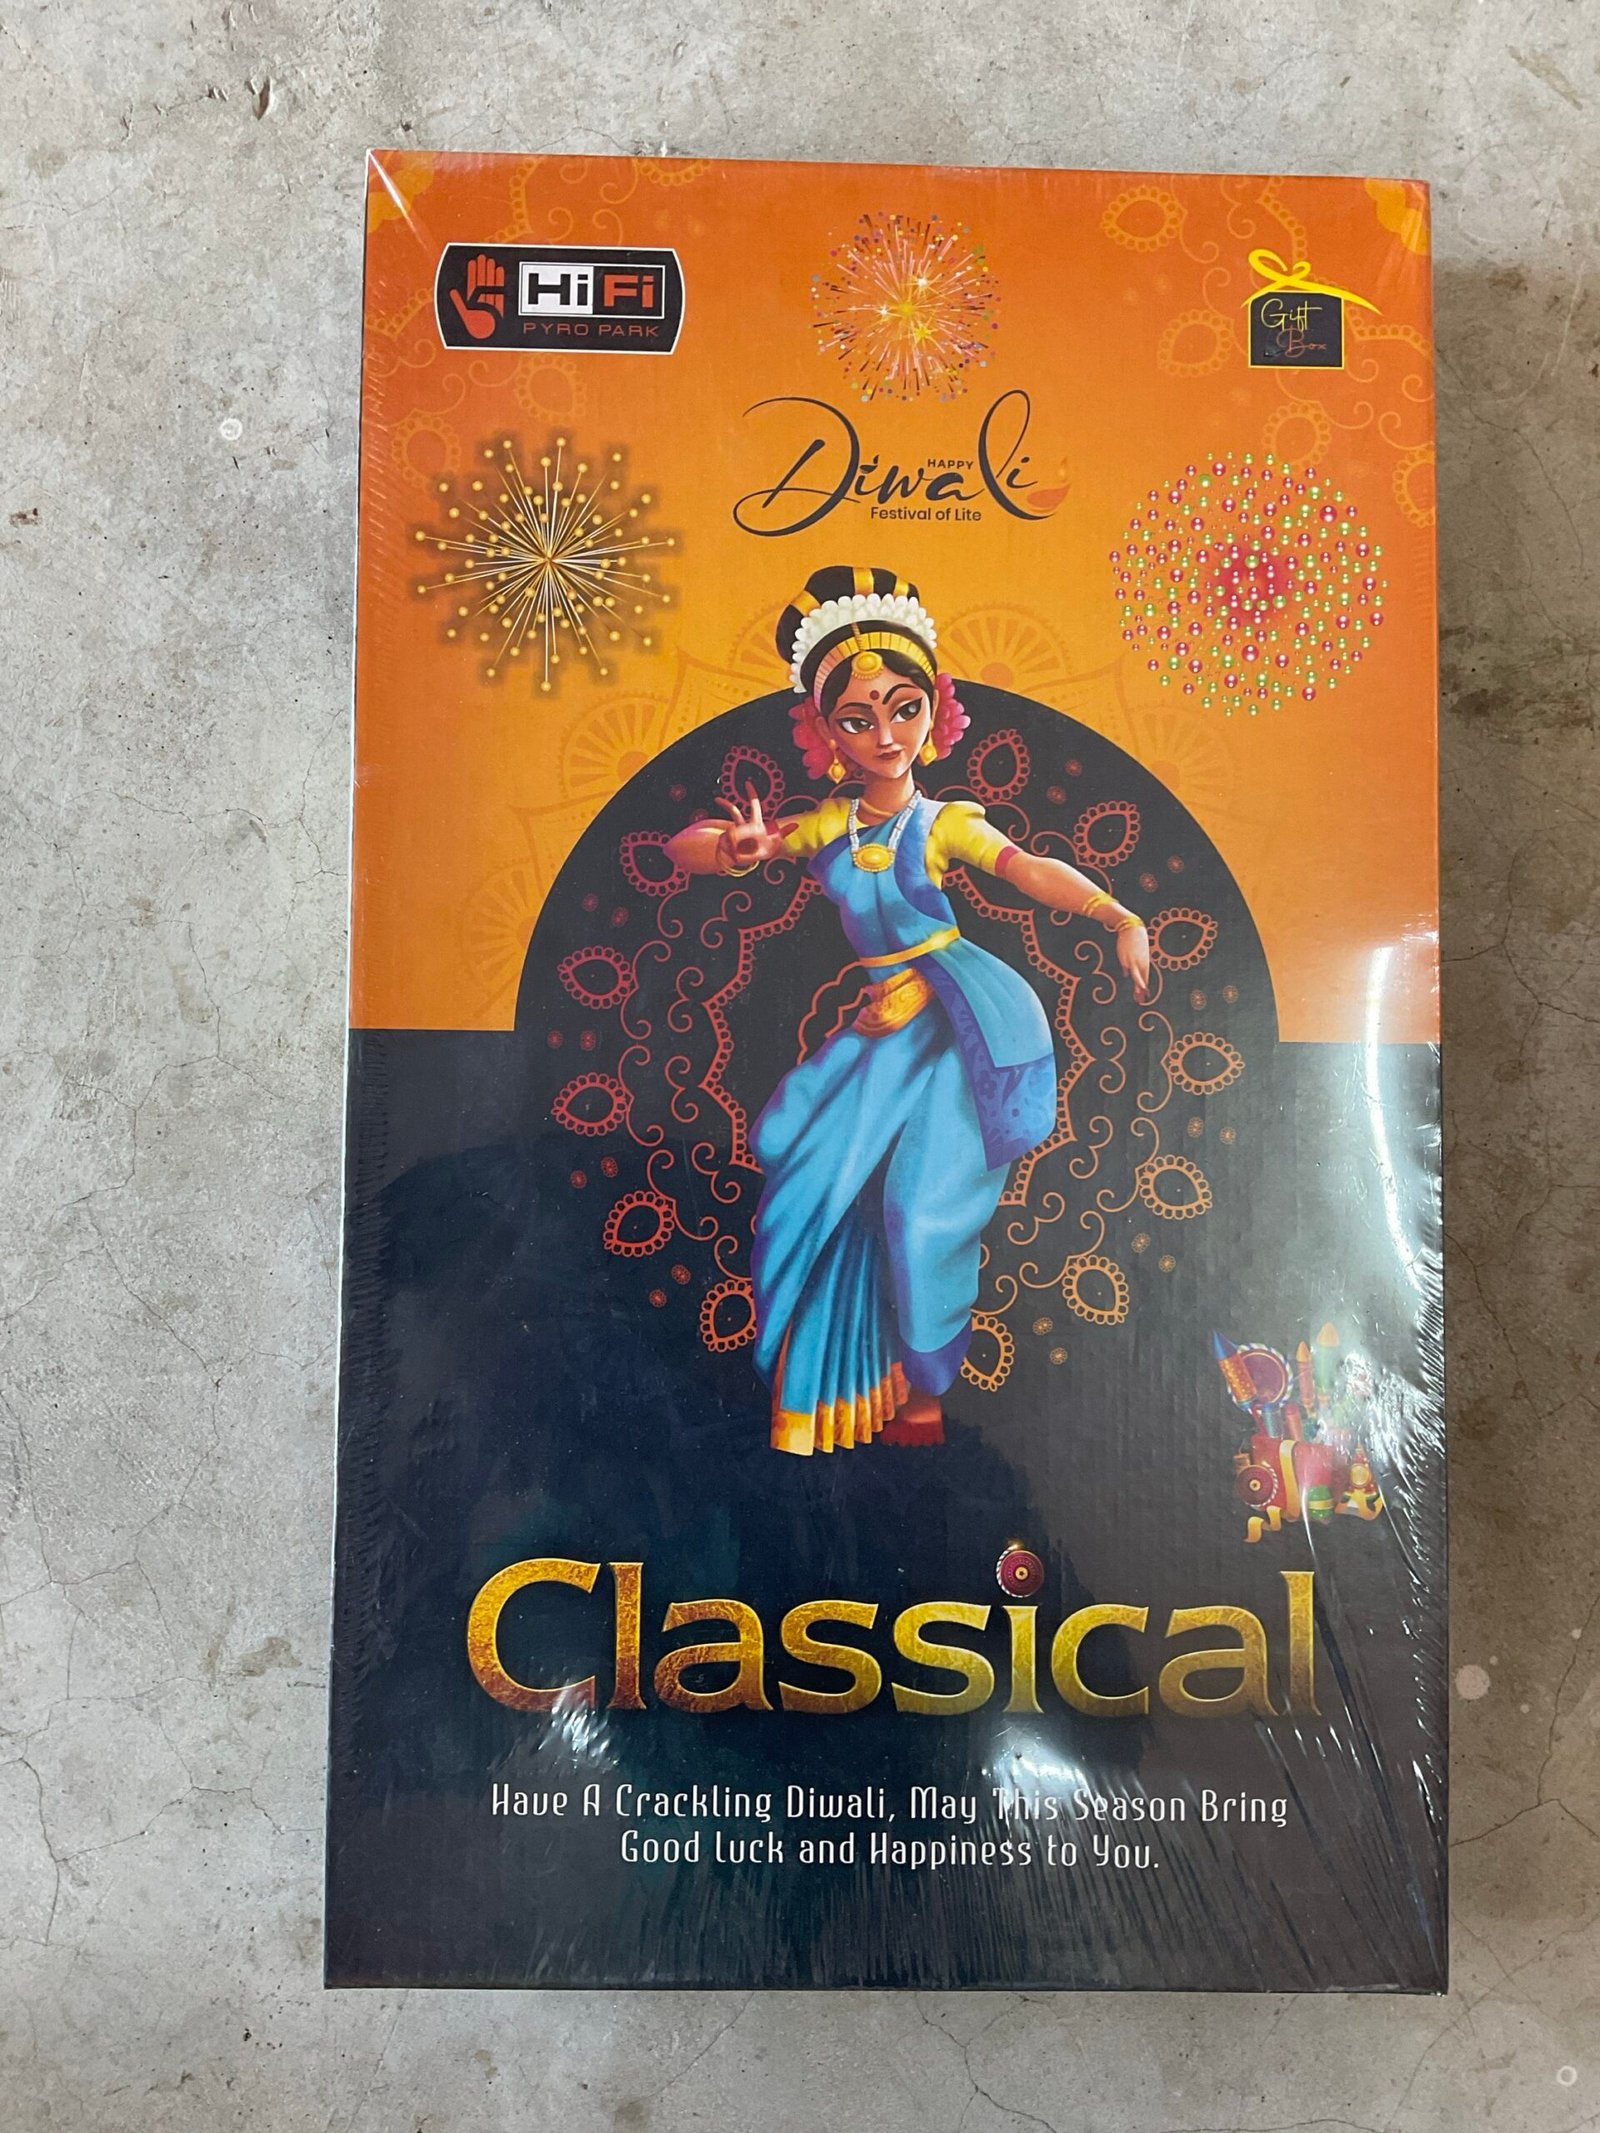 HiFi
PYRO PARK
Gift
Box
HAPPY
Diwali
Festival of Lite
Classical
Have A Crackling Diwali, May This Season Bring
Good Luck and Happiness to You.